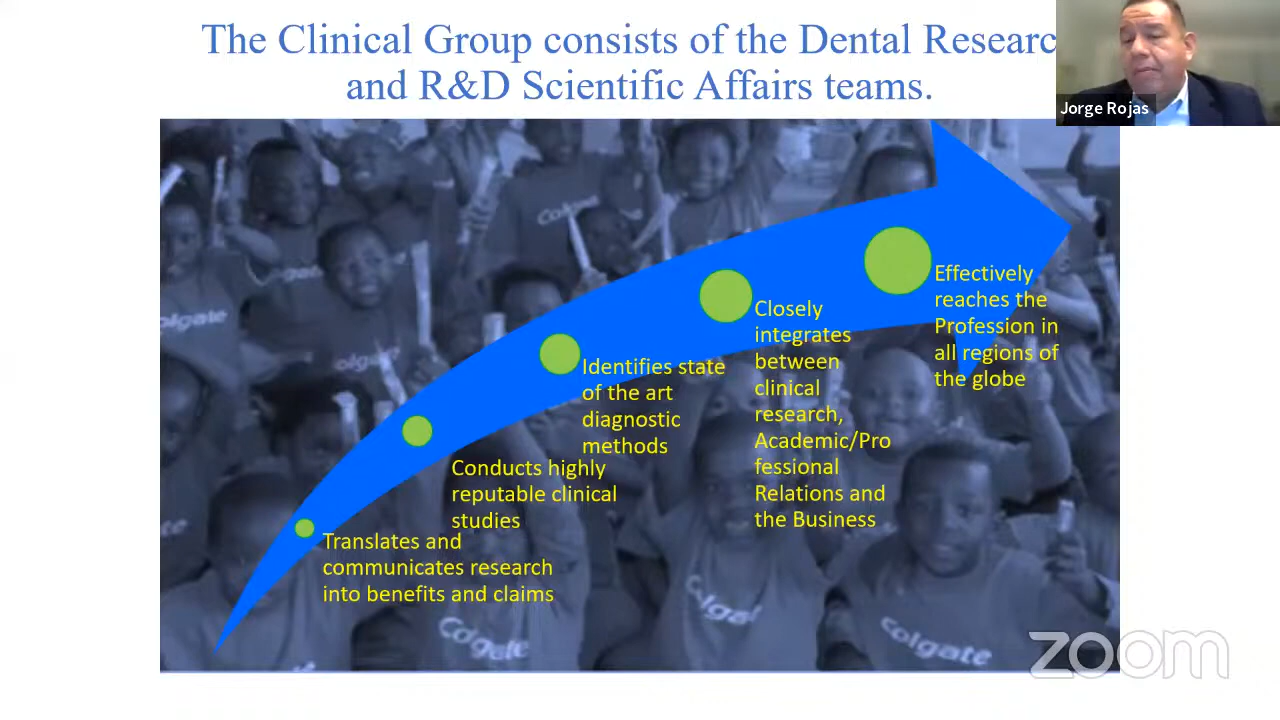 The Clinical Group consists of the Dental Researc
and R&D Scientific Affairs teams.
Jorge Rojas
Effectively
reaches the
Profession in
all regions of
the globe
Closely
integrates
between
clinical
research,
Academic/Pro
fessional
Relations and
the Business
Identifies state
of the art
diagnostic
methods
Conducts highly
reputable clinical
studies
Translates and
communicates research
into benefits and claims
Colgate
Colgate
Colgate
zoom